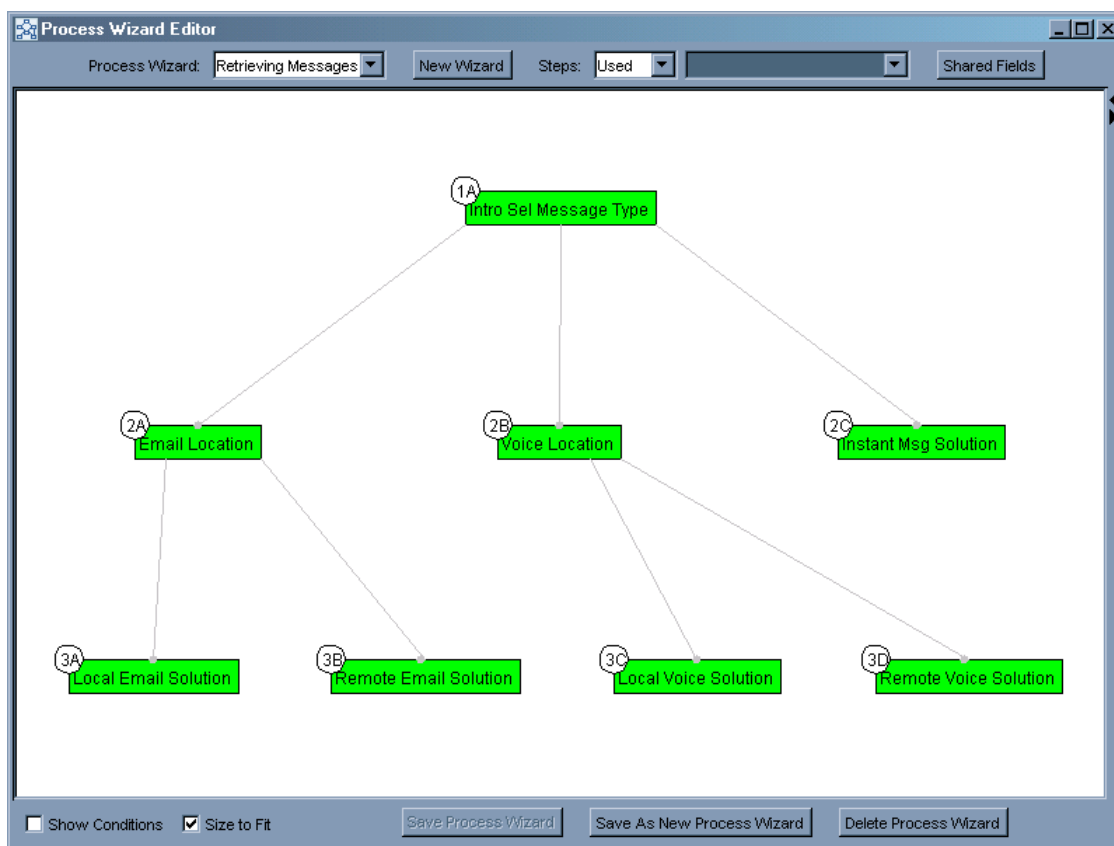 Process Wizard Editor
Process Wizard: Retrieving Messages New Wizard Steps: Used Shared Fields
1A
Intro Sel Message Type
2A 2B 2C
Email Location Voice Location Instant Msg Solution
3A 3B 3C 3D
Local Email Solution Remote Email Solution Local Voice Solution Remote Voice Solution
Show Conditions Size to Fit Save Process Wizard Save As New Process Wizard Delete Process Wizard